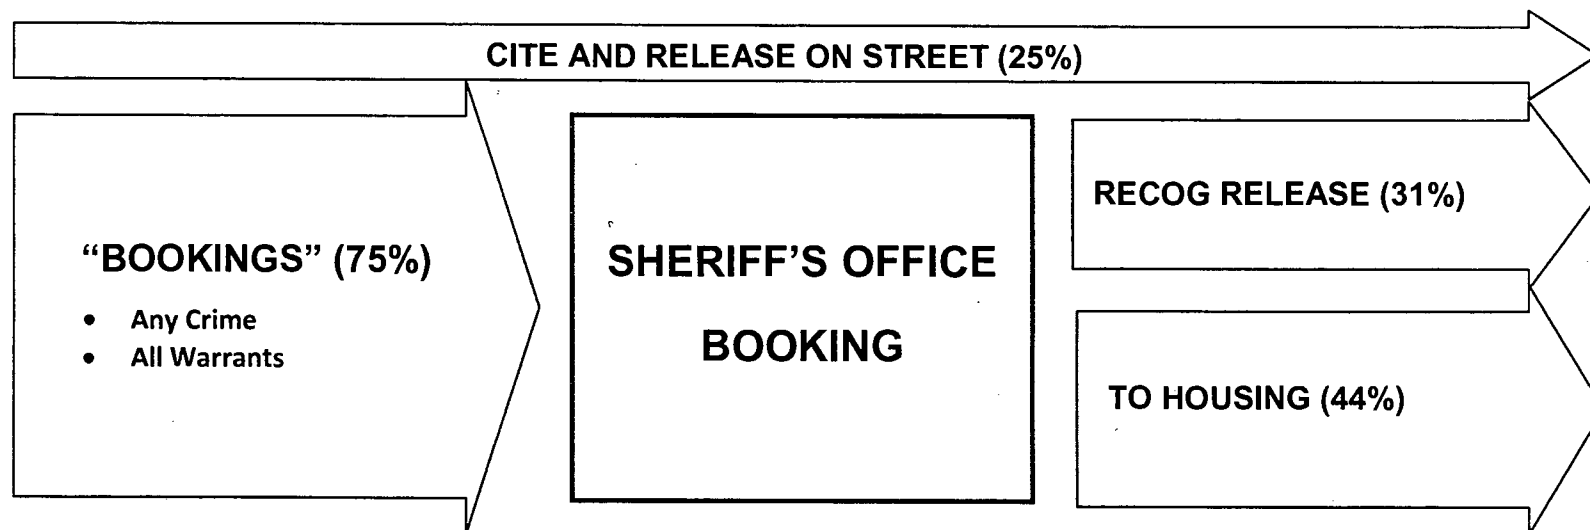 CITE AND RELEASE ON STREET (25%)
“BOOKINGS” (75%)
• Any Crime
• All Warrants
SHERIFF’S OFFICE
BOOKING
RECOG RELEASE (31%)
TO HOUSING (44%)